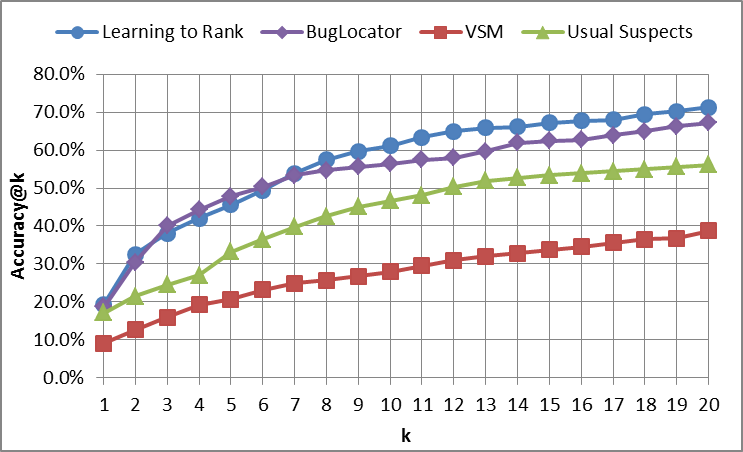 Learning to Rank BugLocator VSM Usual Suspects
80.0%
70.0%
60.0%
50.0%
40.0%
30.0%
20.0%
10.0%
0.0%
Accuracy@k
1 2 3 4 5 6 7 8 9 10 11 12 13 14 15 16 17 18 19 20
k